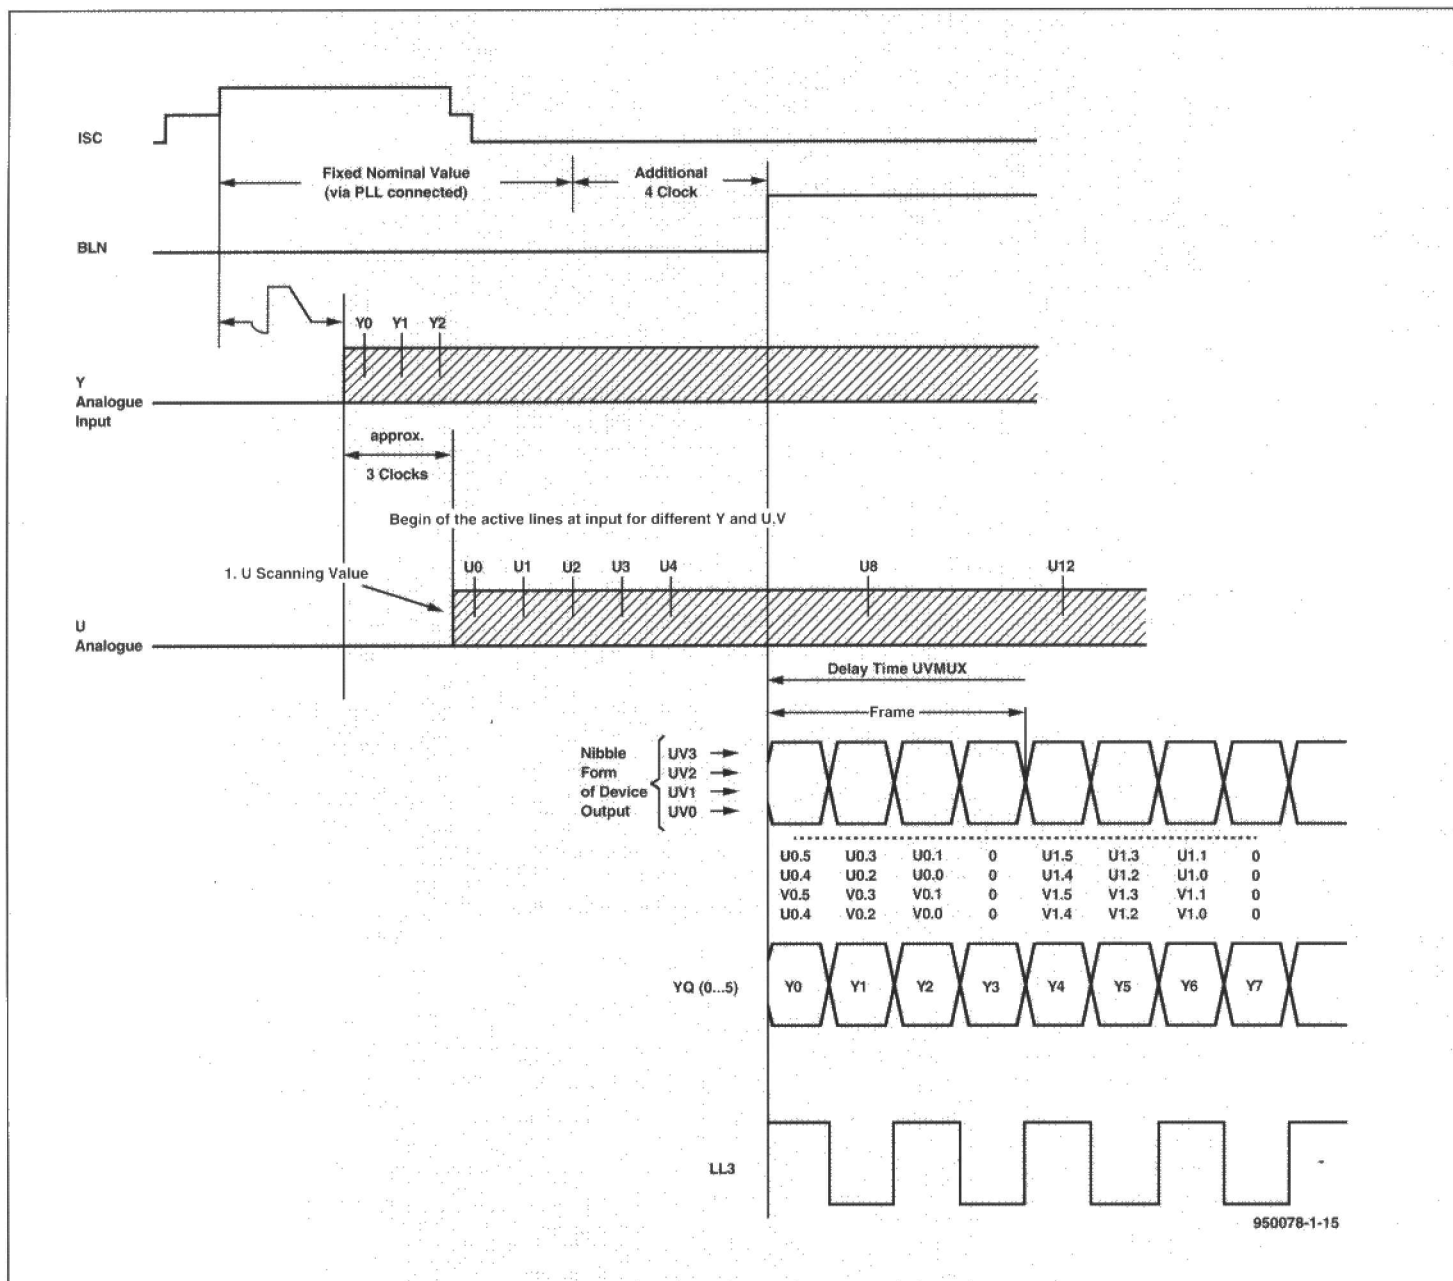 ISC
Fixed Nominal Value
(via PLL connected)
Additional
4 Clock
BLN
Y0 Y1 Y2
Y
Analogue
Input
approx.
3 Clocks
Begin of the active lines at input for different Y and U,V
1. U Scanning Value
U0 U1 U2 U3 U4 U8 U12
U
Analogue
Delay Time UVMUX
Frame
Nibble UV3
Form UV2
of Device UV1
Output UV0
U0.5 U0.3 U0.1 0 U1.5 U1.3 U1.1 0
U0.4 U0.2 U0.0 0 U1.4 U1.2 U1.0 0
V0.5 V0.3 V0.1 0 V1.5 V1.3 V1.1 0
U0.4 V0.2 V0.0 0 V1.4 V1.2 V1.0 0
YQ (0...5) Y0 Y1 Y2 Y3 Y4 Y5 Y6 Y7
LL3
950078-1-15